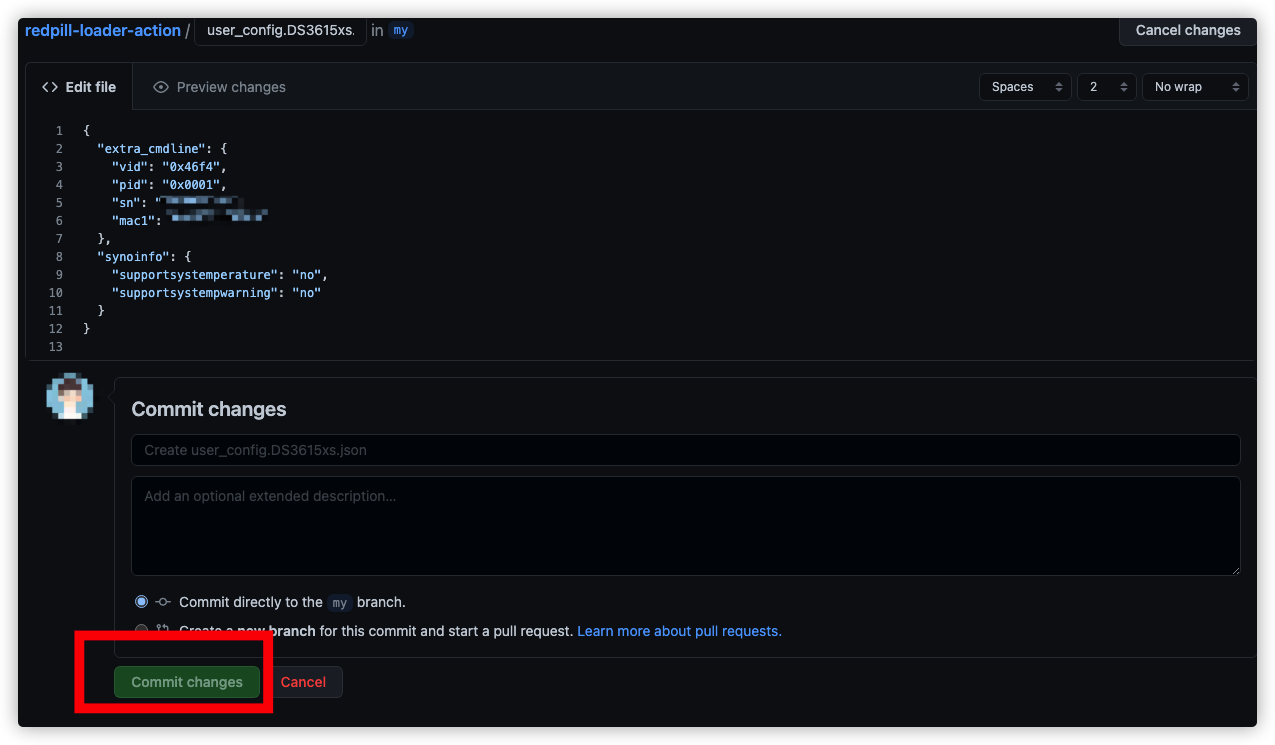 redpill-loader-action / user_config.DS3615xs. in my Cancel changes
<> Edit file Preview changes Spaces 2 No wrap
1 {
2 "extra_cmdline": {
3 "vid": "0x46f4",
4 "pid": "0x0001",
5 "sn": "
6 "mac1":
7 },
8 "synoinfo": {
9 "supportsystemperature": "no",
10 "supportsystempwarning": "no"
11 }
12 }
13
Commit changes
Create user_config.DS3615xs.json
Add an optional extended description...
Commit directly to the my branch.
Create a new branch for this commit and start a pull request. Learn more about pull requests.
Commit changes Cancel